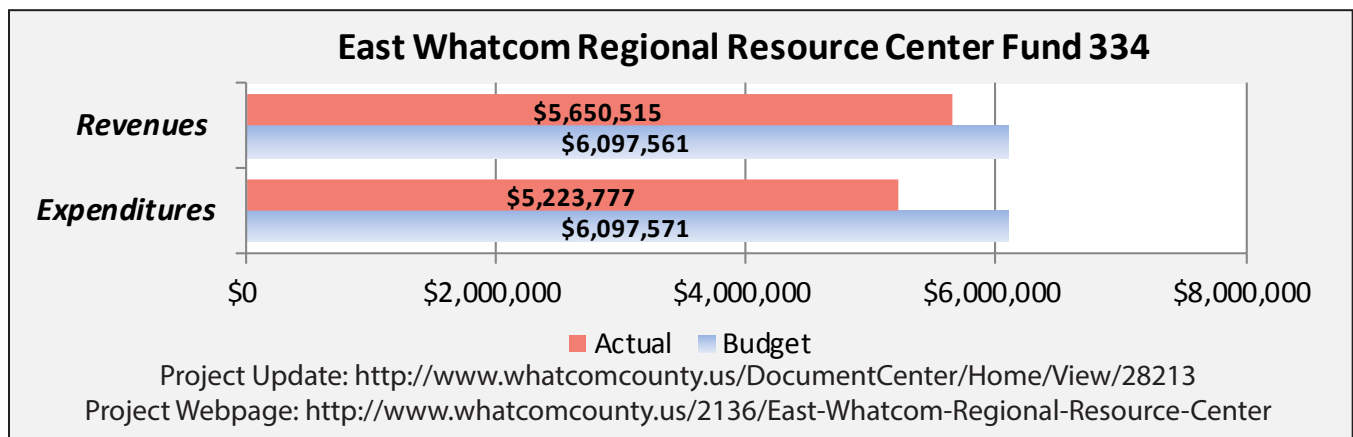 East Whatcom Regional Resource Center Fund 334
Revenues
$5,650,515
$6,097,561
Expenditures
$5,223,777
$6,097,571
$0 $2,000,000 $4,000,000 $6,000,000 $8,000,000
Actual Budget
Project Update: http://www.whatcomcounty.us/DocumentCenter/Home/View/28213
Project Webpage: http://www.whatcomcounty.us/2136/East-Whatcom-Regional-Resource-Center